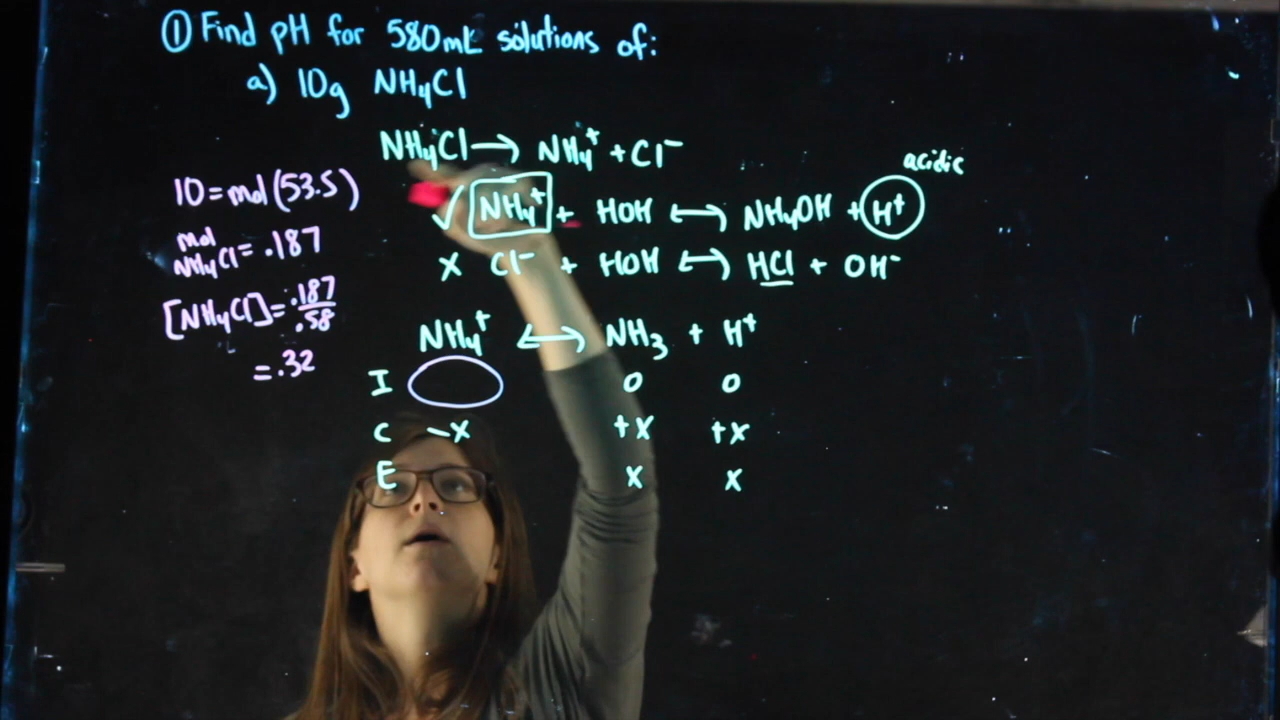 ① Find pH for 580mL solutions of:
a) 10g NH₄Cl
NH₄Cl → NH₄⁺ + Cl⁻
acidic
10 = mol (53.5)
✓ NH₄⁺ + HOH ↔ NH₄OH + H⁺
mol NH₄Cl = .187
x Cl⁻ + HOH ↔ HCl + OH⁻
[NH₄Cl] = .187/.58
NH₄⁺ ↔ NH₃ + H⁺
= .32
I 0 0
C -x +x +x
E x x